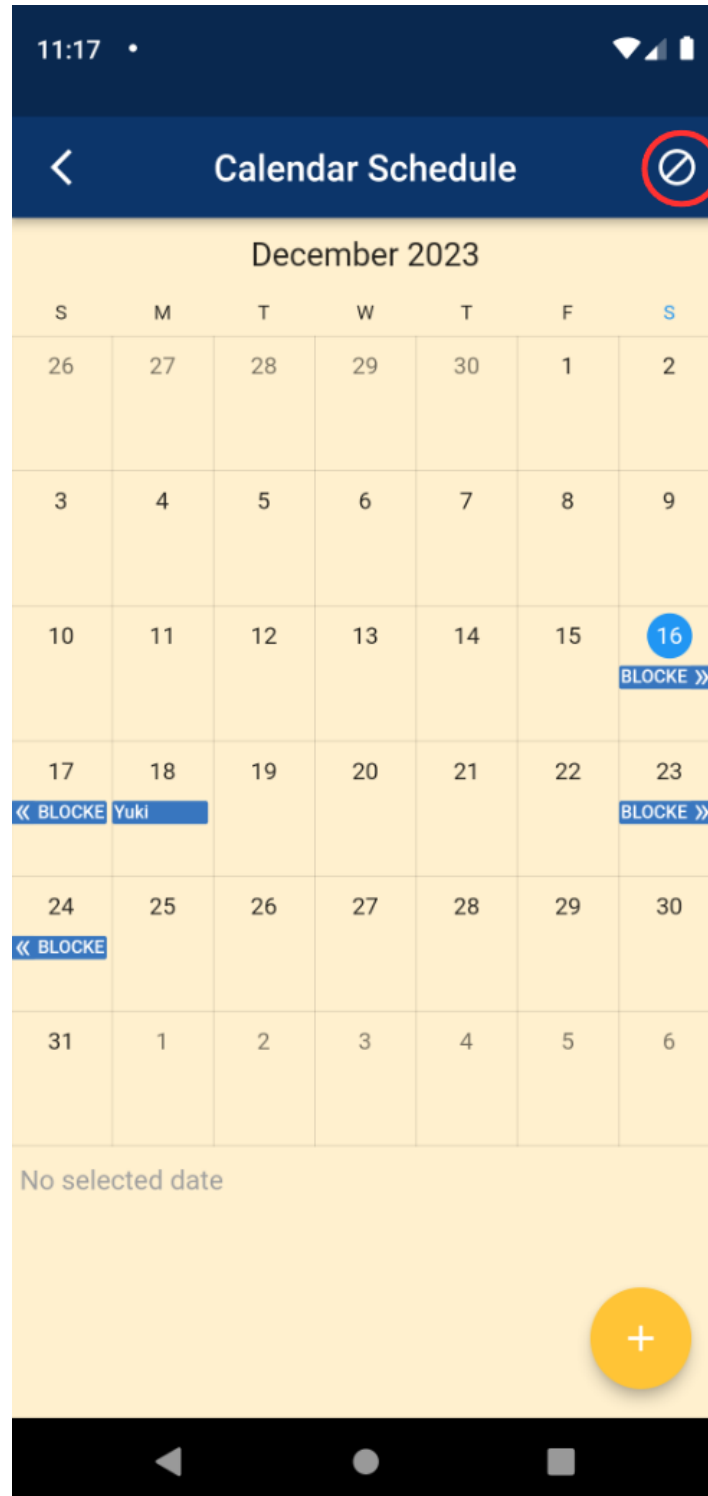 11:17
Calendar Schedule
December 2023
S M T W T F S
26 27 28 29 30 1 2
3 4 5 6 7 8 9
10 11 12 13 14 15 16
BLOCKE »
17 18 19 20 21 22 23
« BLOCKE Yuki BLOCKE »
24 25 26 27 28 29 30
« BLOCKE
31 1 2 3 4 5 6
No selected date
+